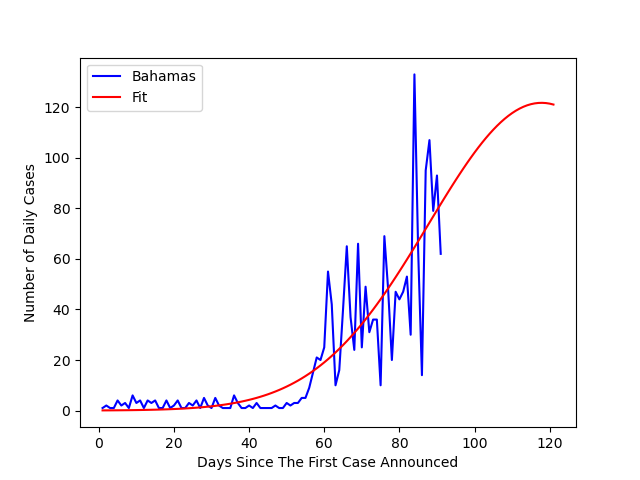 Bahamas
Fit
120
100
80
60
40
20
0
Number of Daily Cases
0 20 40 60 80 100 120
Days Since The First Case Announced